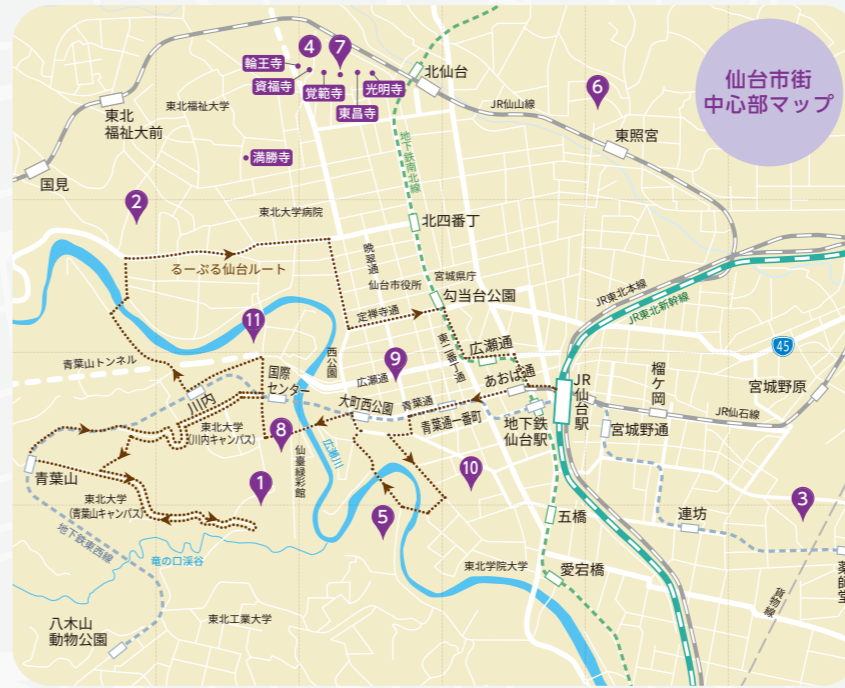 仙台市街
中心部マップ
4
7
輪王寺
資福寺
覚範寺
東昌寺
光明寺
北仙台
6
JR仙山線
東北
福祉大前
東北福祉大学
東照宮
地下鉄南北線
満勝寺
国見
2
東北大学病院
北四番丁
晩翠通
宮城県庁
仙台市役所
るーぷる仙台ルート
勾当台公園
JR東北本線
JR東北新幹線
定禅寺通
11
45
青葉山トンネル
西公園
9
広瀬通
東二番丁通
広瀬通
国際
センター
あおば通
JR
仙台駅
榴ケ岡
宮城野原
川内
大町西公園
青葉通
青葉通一番町
地下鉄
仙台駅
JR仙石線
宮城野通
東北大学
(川内キャンパス)
8
仙臺緑彩館
広瀬川
青葉山
1
10
東北大学
(青葉山キャンパス)
5
五橋
連坊
3
地下鉄東西線
竜の口渓谷
東北学院大学
愛宕橋
薬師堂
貨物線
八木山
動物公園
東北工業大学